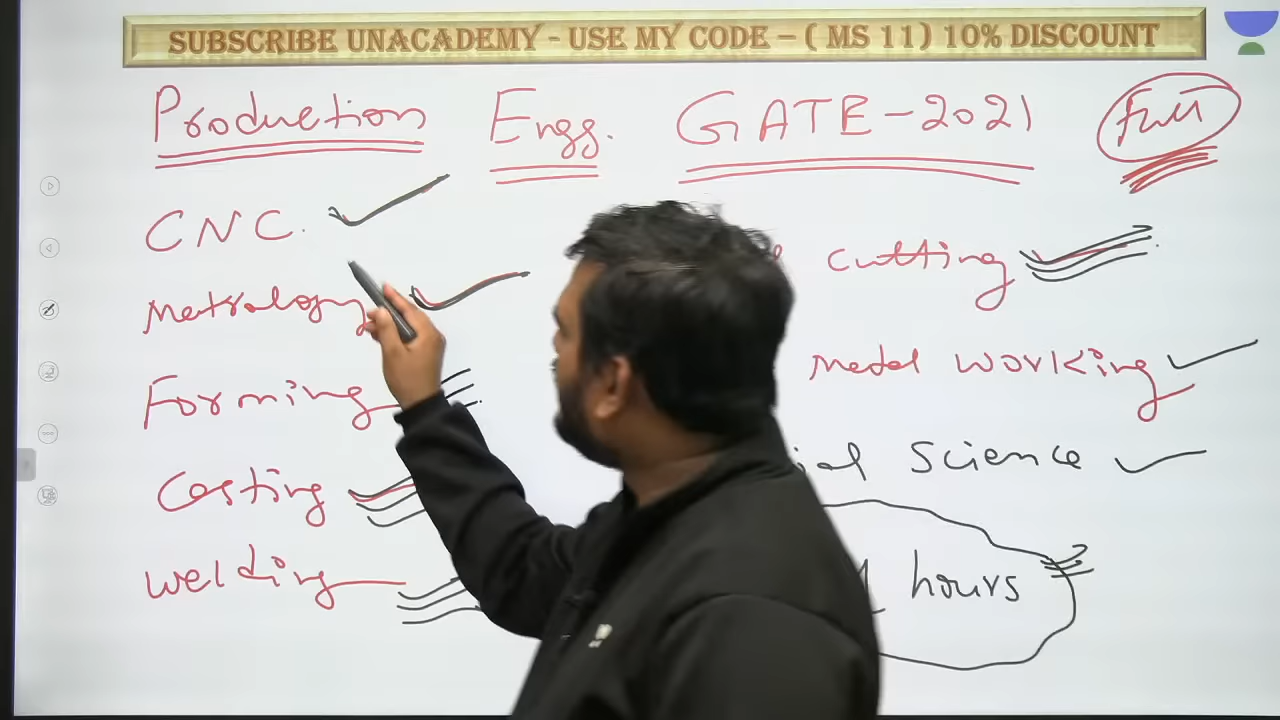 SUBSCRIBE UNACADEMY - USE MY CODE - ( MS 11) 10% DISCOUNT
Production Engg. GATE-2021 Full
CNC.
cutting
Metrology
Metal working
Forming
Science
Casting
hours
welding